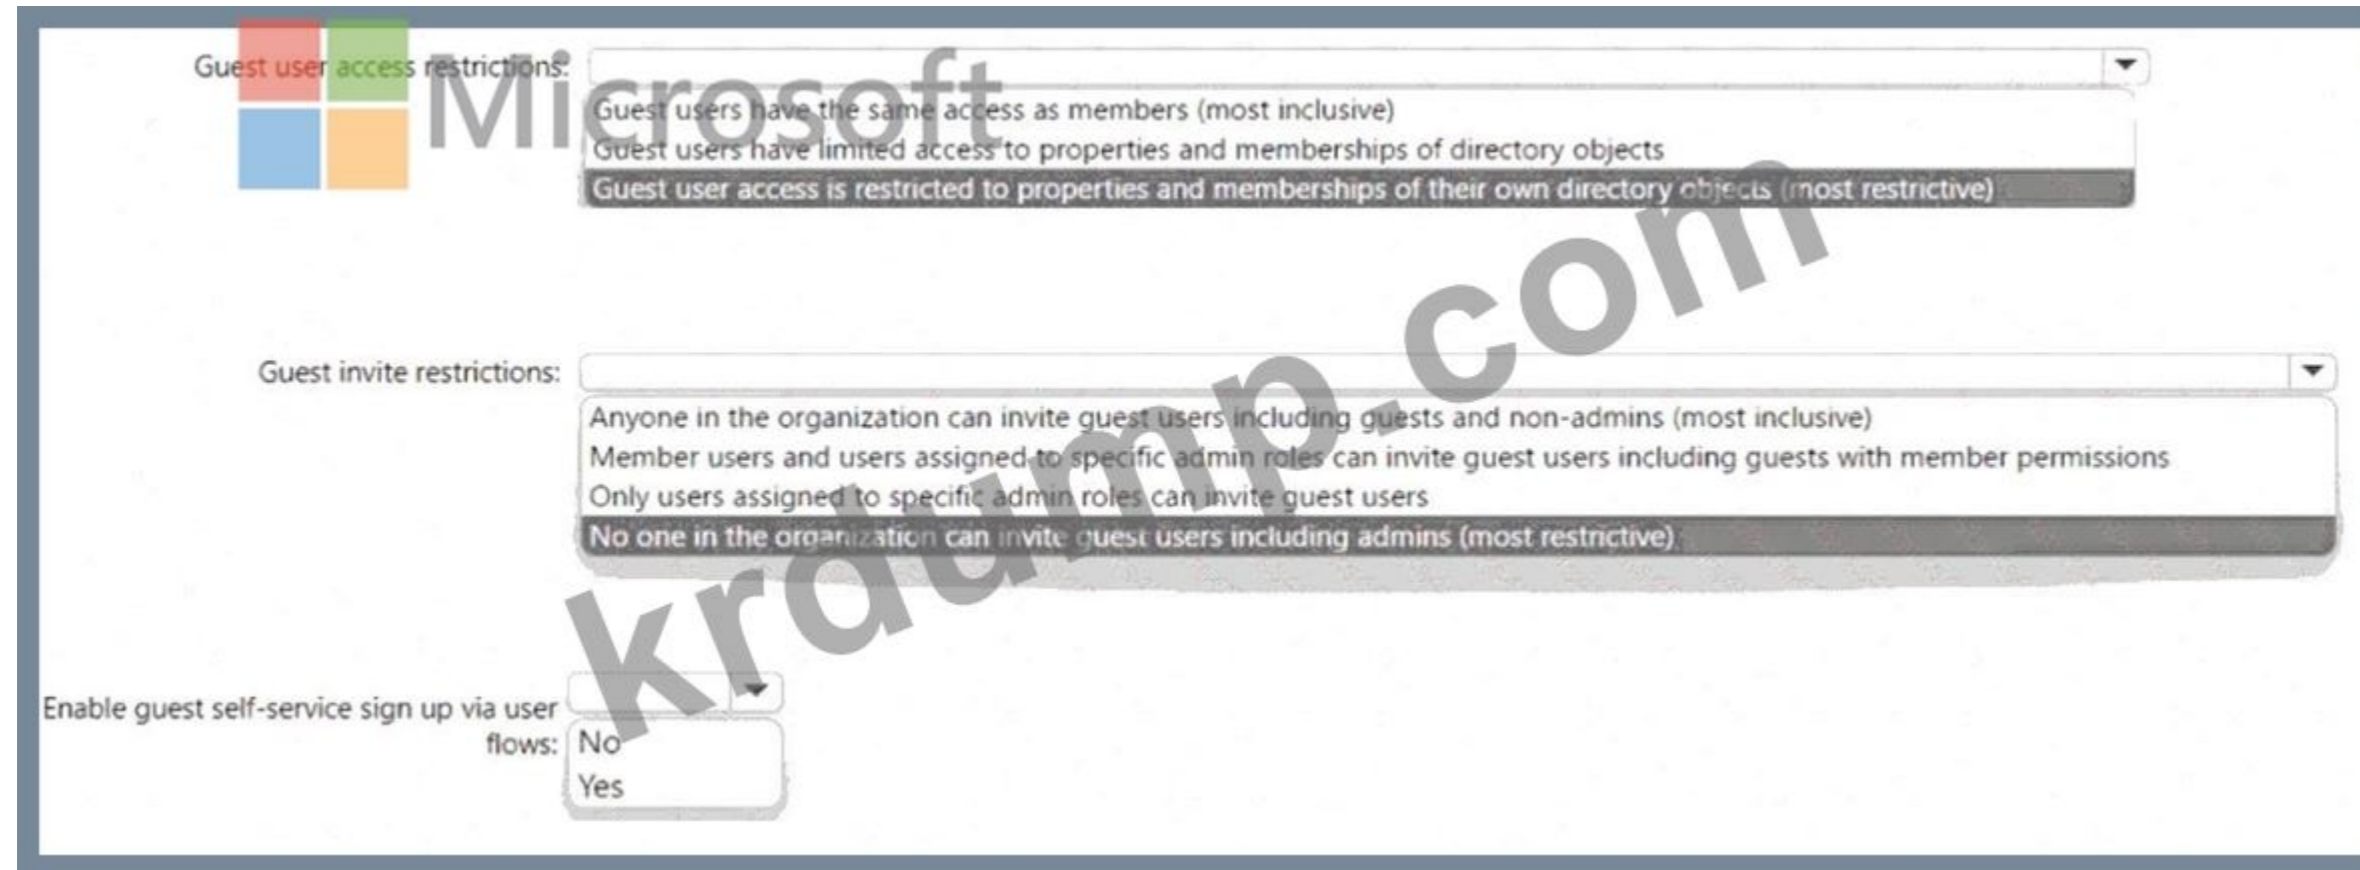 Microsoft
Guest user access restrictions:
Guest users have the same access as members (most inclusive)
Guest users have limited access to properties and memberships of directory objects
Guest user access is restricted to properties and memberships of their own directory objects (most restrictive)
Guest invite restrictions:
Anyone in the organization can invite guest users including guests and non-admins (most inclusive)
Member users and users assigned to specific admin roles can invite guest users including guests with member permissions
Only users assigned to specific admin roles can invite guest users
No one in the organization can invite guest users including admins (most restrictive)
Enable guest self-service sign up via user
flows:
No
Yes
krdump.com